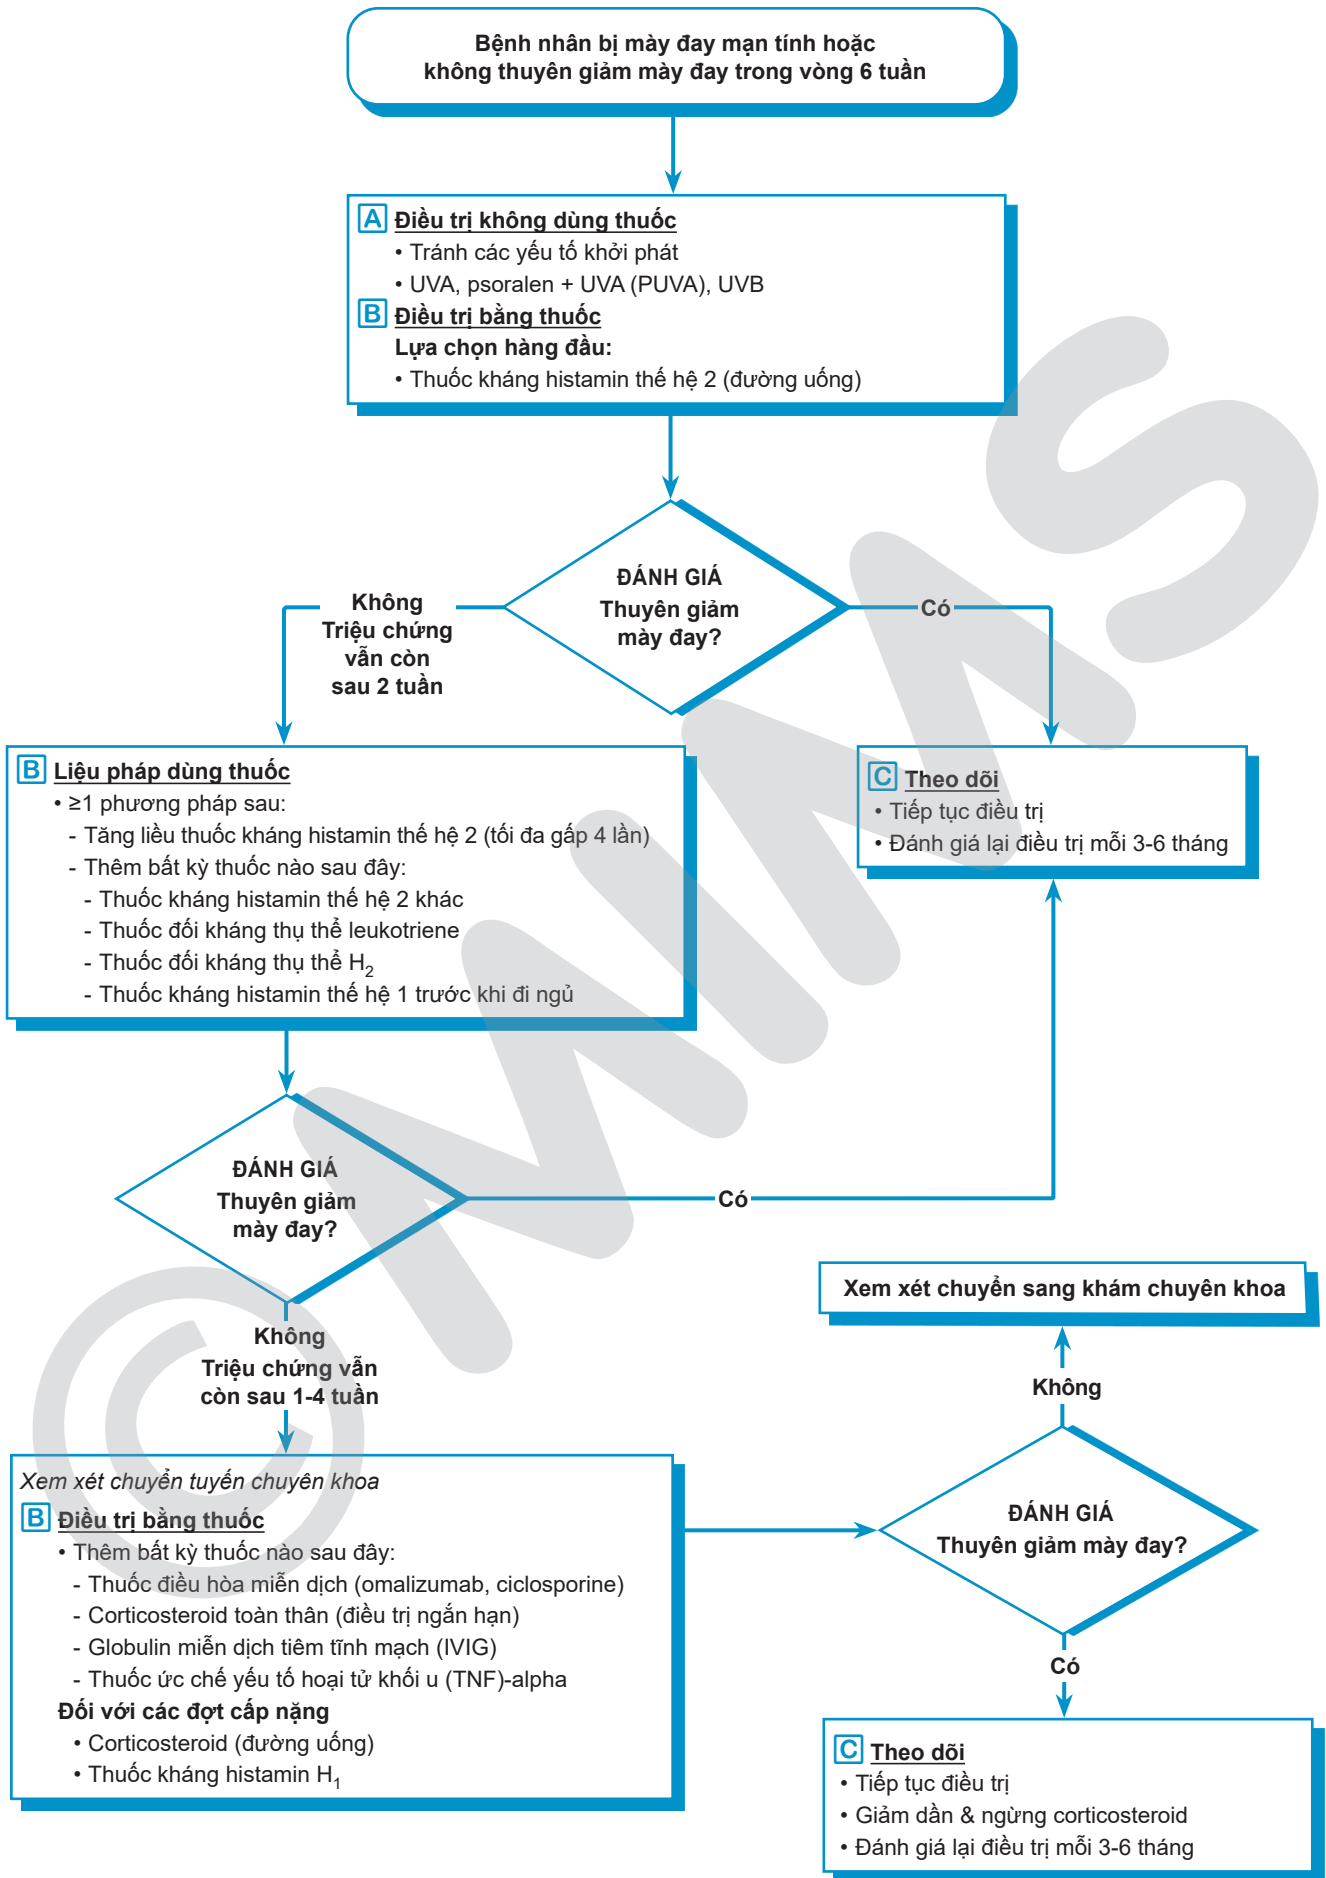 Bệnh nhân bị mày đay mạn tính hoặc
không thuyên giảm mày đay trong vòng 6 tuần
A Điều trị không dùng thuốc
• Tránh các yếu tố khởi phát
• UVA, psoralen + UVA (PUVA), UVB
B Điều trị bằng thuốc
Lựa chọn hàng đầu:
• Thuốc kháng histamin thế hệ 2 (đường uống)
ĐÁNH GIÁ
Thuyên giảm
mày đay?
Không
Triệu chứng
vẫn còn
sau 2 tuần
Có
B Liệu pháp dùng thuốc
• ≥1 phương pháp sau:
- Tăng liều thuốc kháng histamin thế hệ 2 (tối đa gấp 4 lần)
- Thêm bất kỳ thuốc nào sau đây:
- Thuốc kháng histamin thế hệ 2 khác
- Thuốc đối kháng thụ thể leukotriene
- Thuốc đối kháng thụ thể H2
- Thuốc kháng histamin thế hệ 1 trước khi đi ngủ
C Theo dõi
• Tiếp tục điều trị
• Đánh giá lại điều trị mỗi 3-6 tháng
ĐÁNH GIÁ
Thuyên giảm
mày đay?
Có
Không
Triệu chứng vẫn
còn sau 1-4 tuần
Xem xét chuyển sang khám chuyên khoa
Không
Xem xét chuyển tuyến chuyên khoa
B Điều trị bằng thuốc
• Thêm bất kỳ thuốc nào sau đây:
- Thuốc điều hòa miễn dịch (omalizumab, ciclosporine)
- Corticosteroid toàn thân (điều trị ngắn hạn)
- Globulin miễn dịch tiêm tĩnh mạch (IVIG)
- Thuốc ức chế yếu tố hoại tử khối u (TNF)-alpha
Đối với các đợt cấp nặng
• Corticosteroid (đường uống)
• Thuốc kháng histamin H1
ĐÁNH GIÁ
Thuyên giảm mày đay?
Có
C Theo dõi
• Tiếp tục điều trị
• Giảm dần & ngừng corticosteroid
• Đánh giá lại điều trị mỗi 3-6 tháng
© MIMS